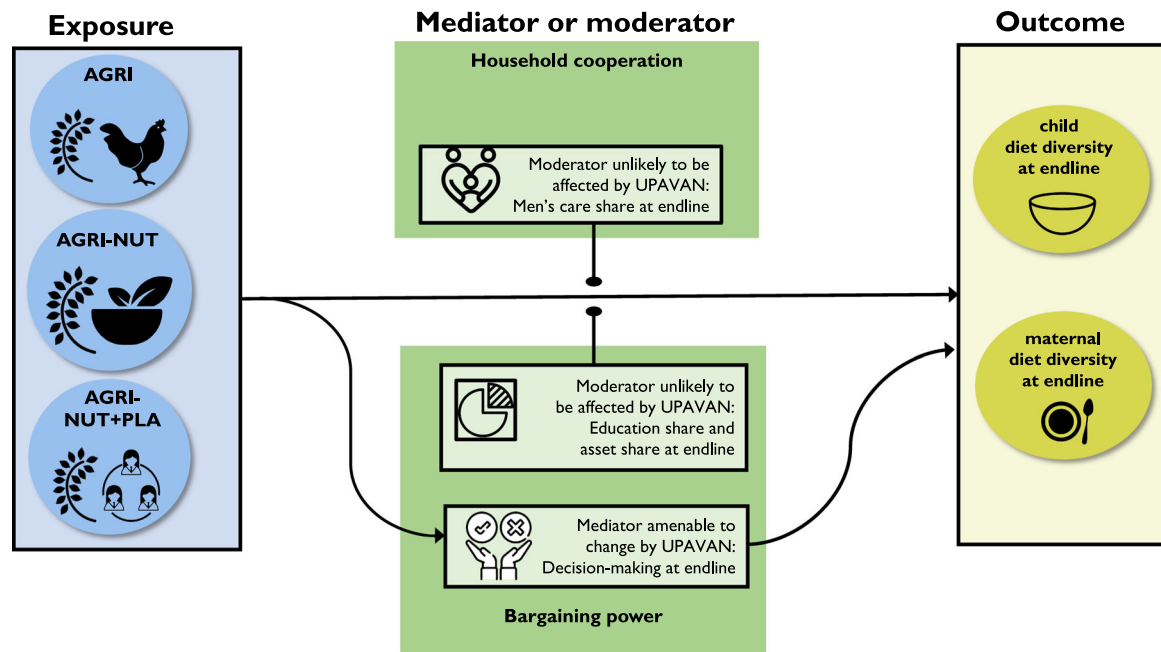 Exposure
AGRI
AGRI-NUT
AGRI-
NUT+PLA
Mediator or moderator
Household cooperation
Moderator unlikely to be
affected by UPAVAN:
Men's care share at endline
Moderator unlikely to
be affected by UPAVAN:
Education share and
asset share at endline
Mediator amenable to
change by UPAVAN:
Decision-making at endline
Bargaining power
Outcome
child
diet diversity
at endline
maternal
diet diversity
at endline